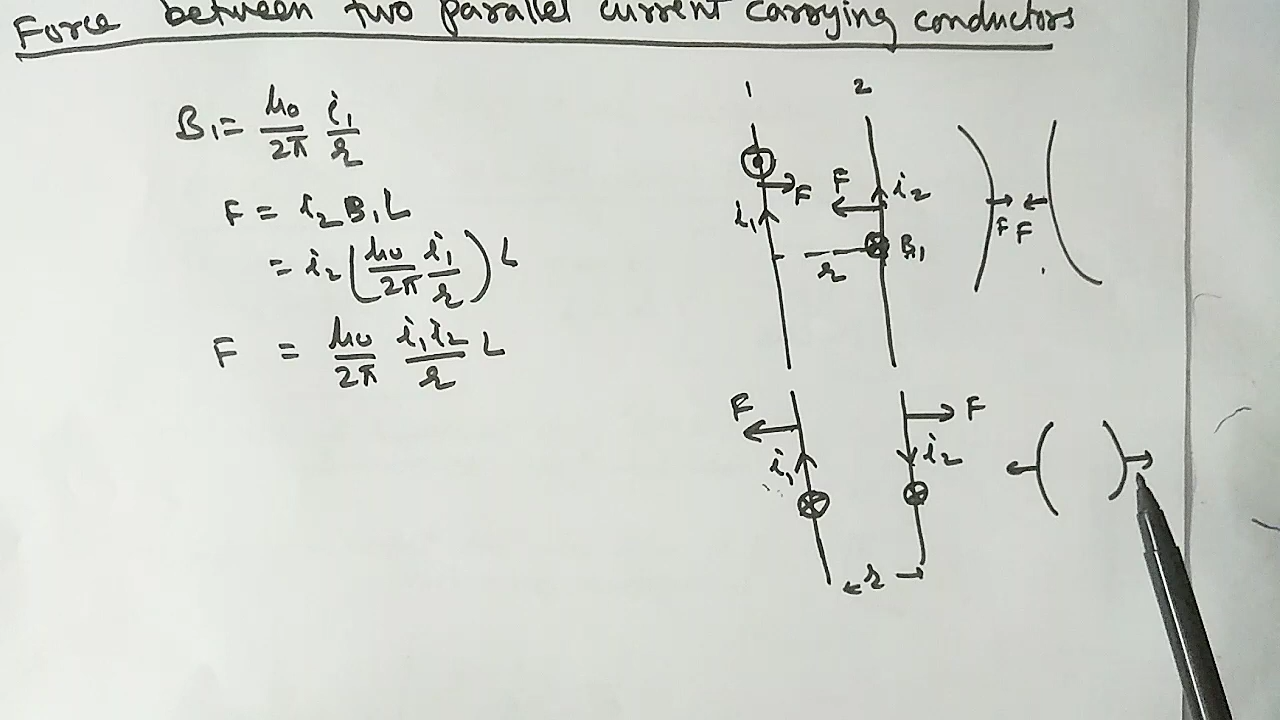 Force between two parallel current carrying conductors
B₁ = μ₀/2π i₁/r
F = i₂B₁L
= i₂(μ₀/2π i₁/r)L
F = μ₀/2π i₁i₂/r L
1 2
F F i₂
i₁
r B₁
F F
F F
i₁ i₂
r